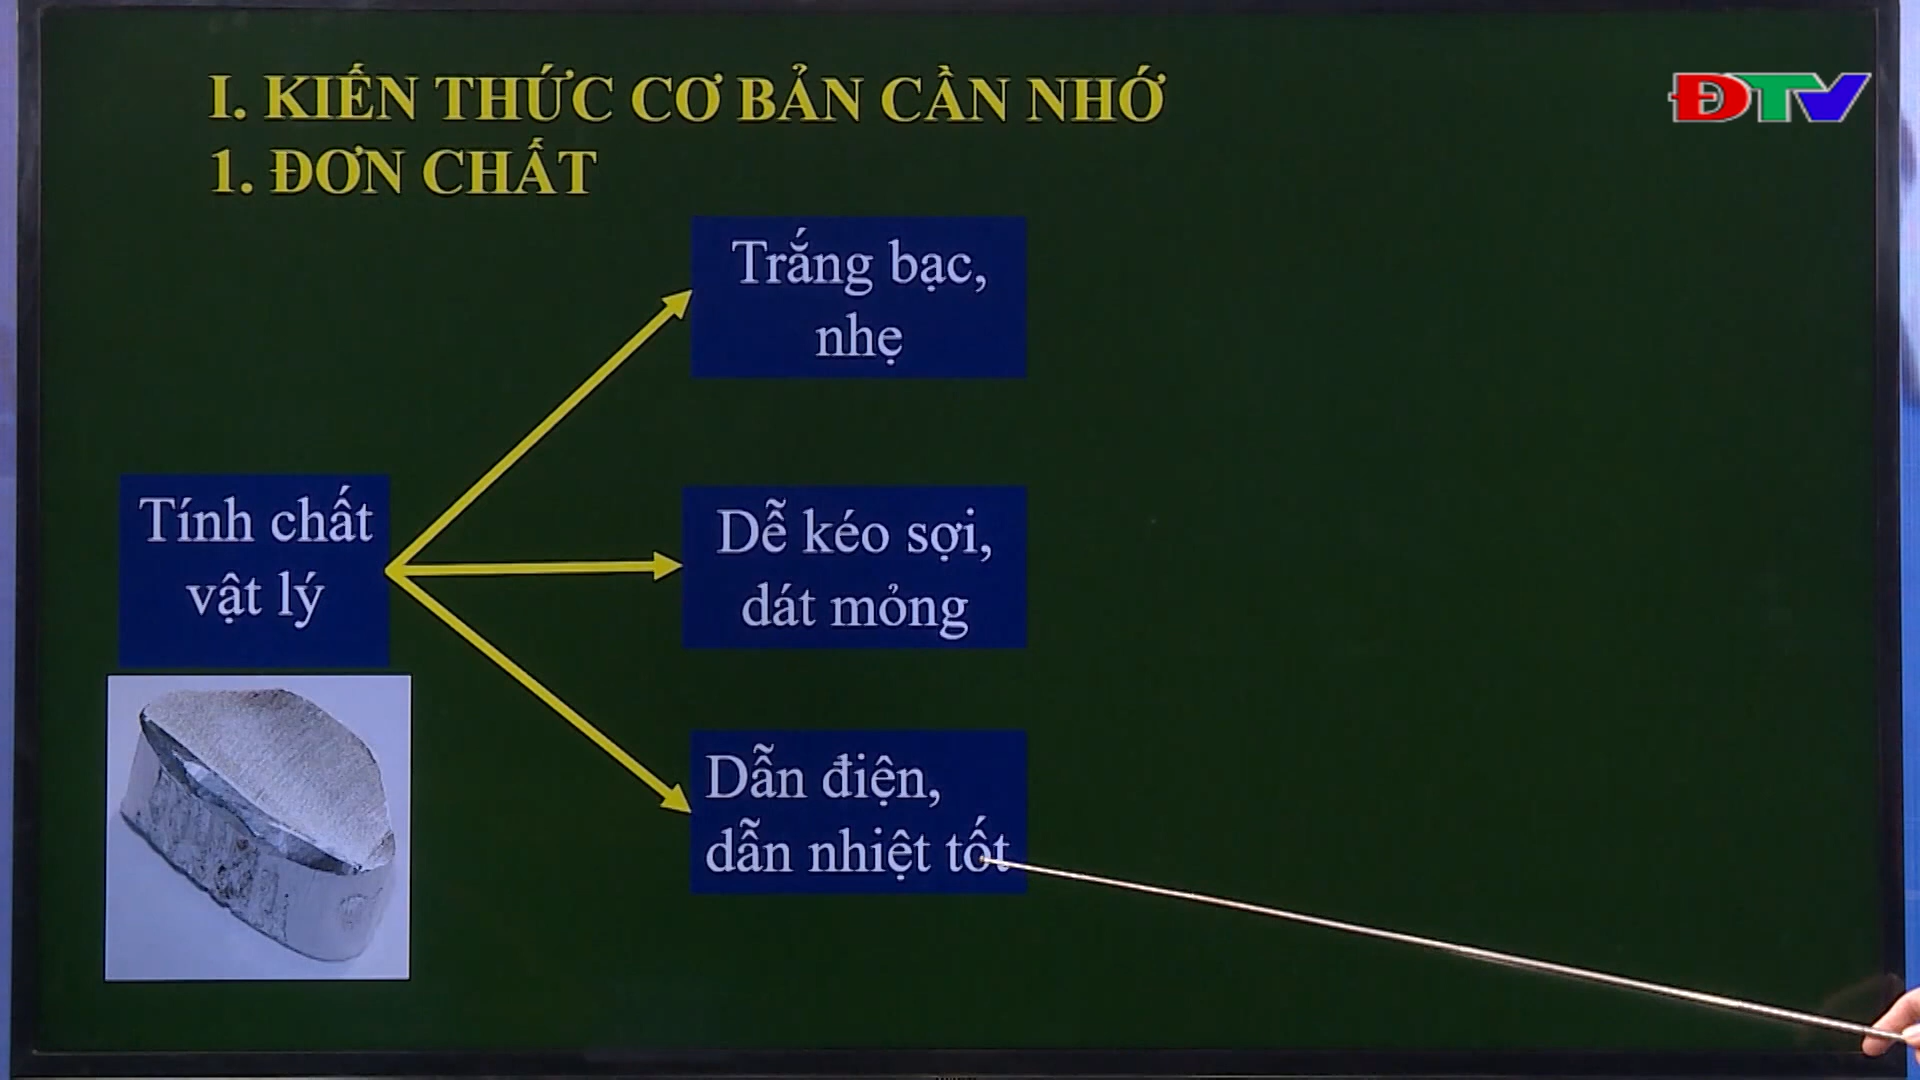 I. KIẾN THỨC CƠ BẢN CẦN NHỚ
1. ĐƠN CHẤT
ĐTV
Trắng bạc,
nhẹ
Tính chất
vật lý
Dễ kéo sợi,
dát mỏng
Dẫn điện,
dẫn nhiệt tốt